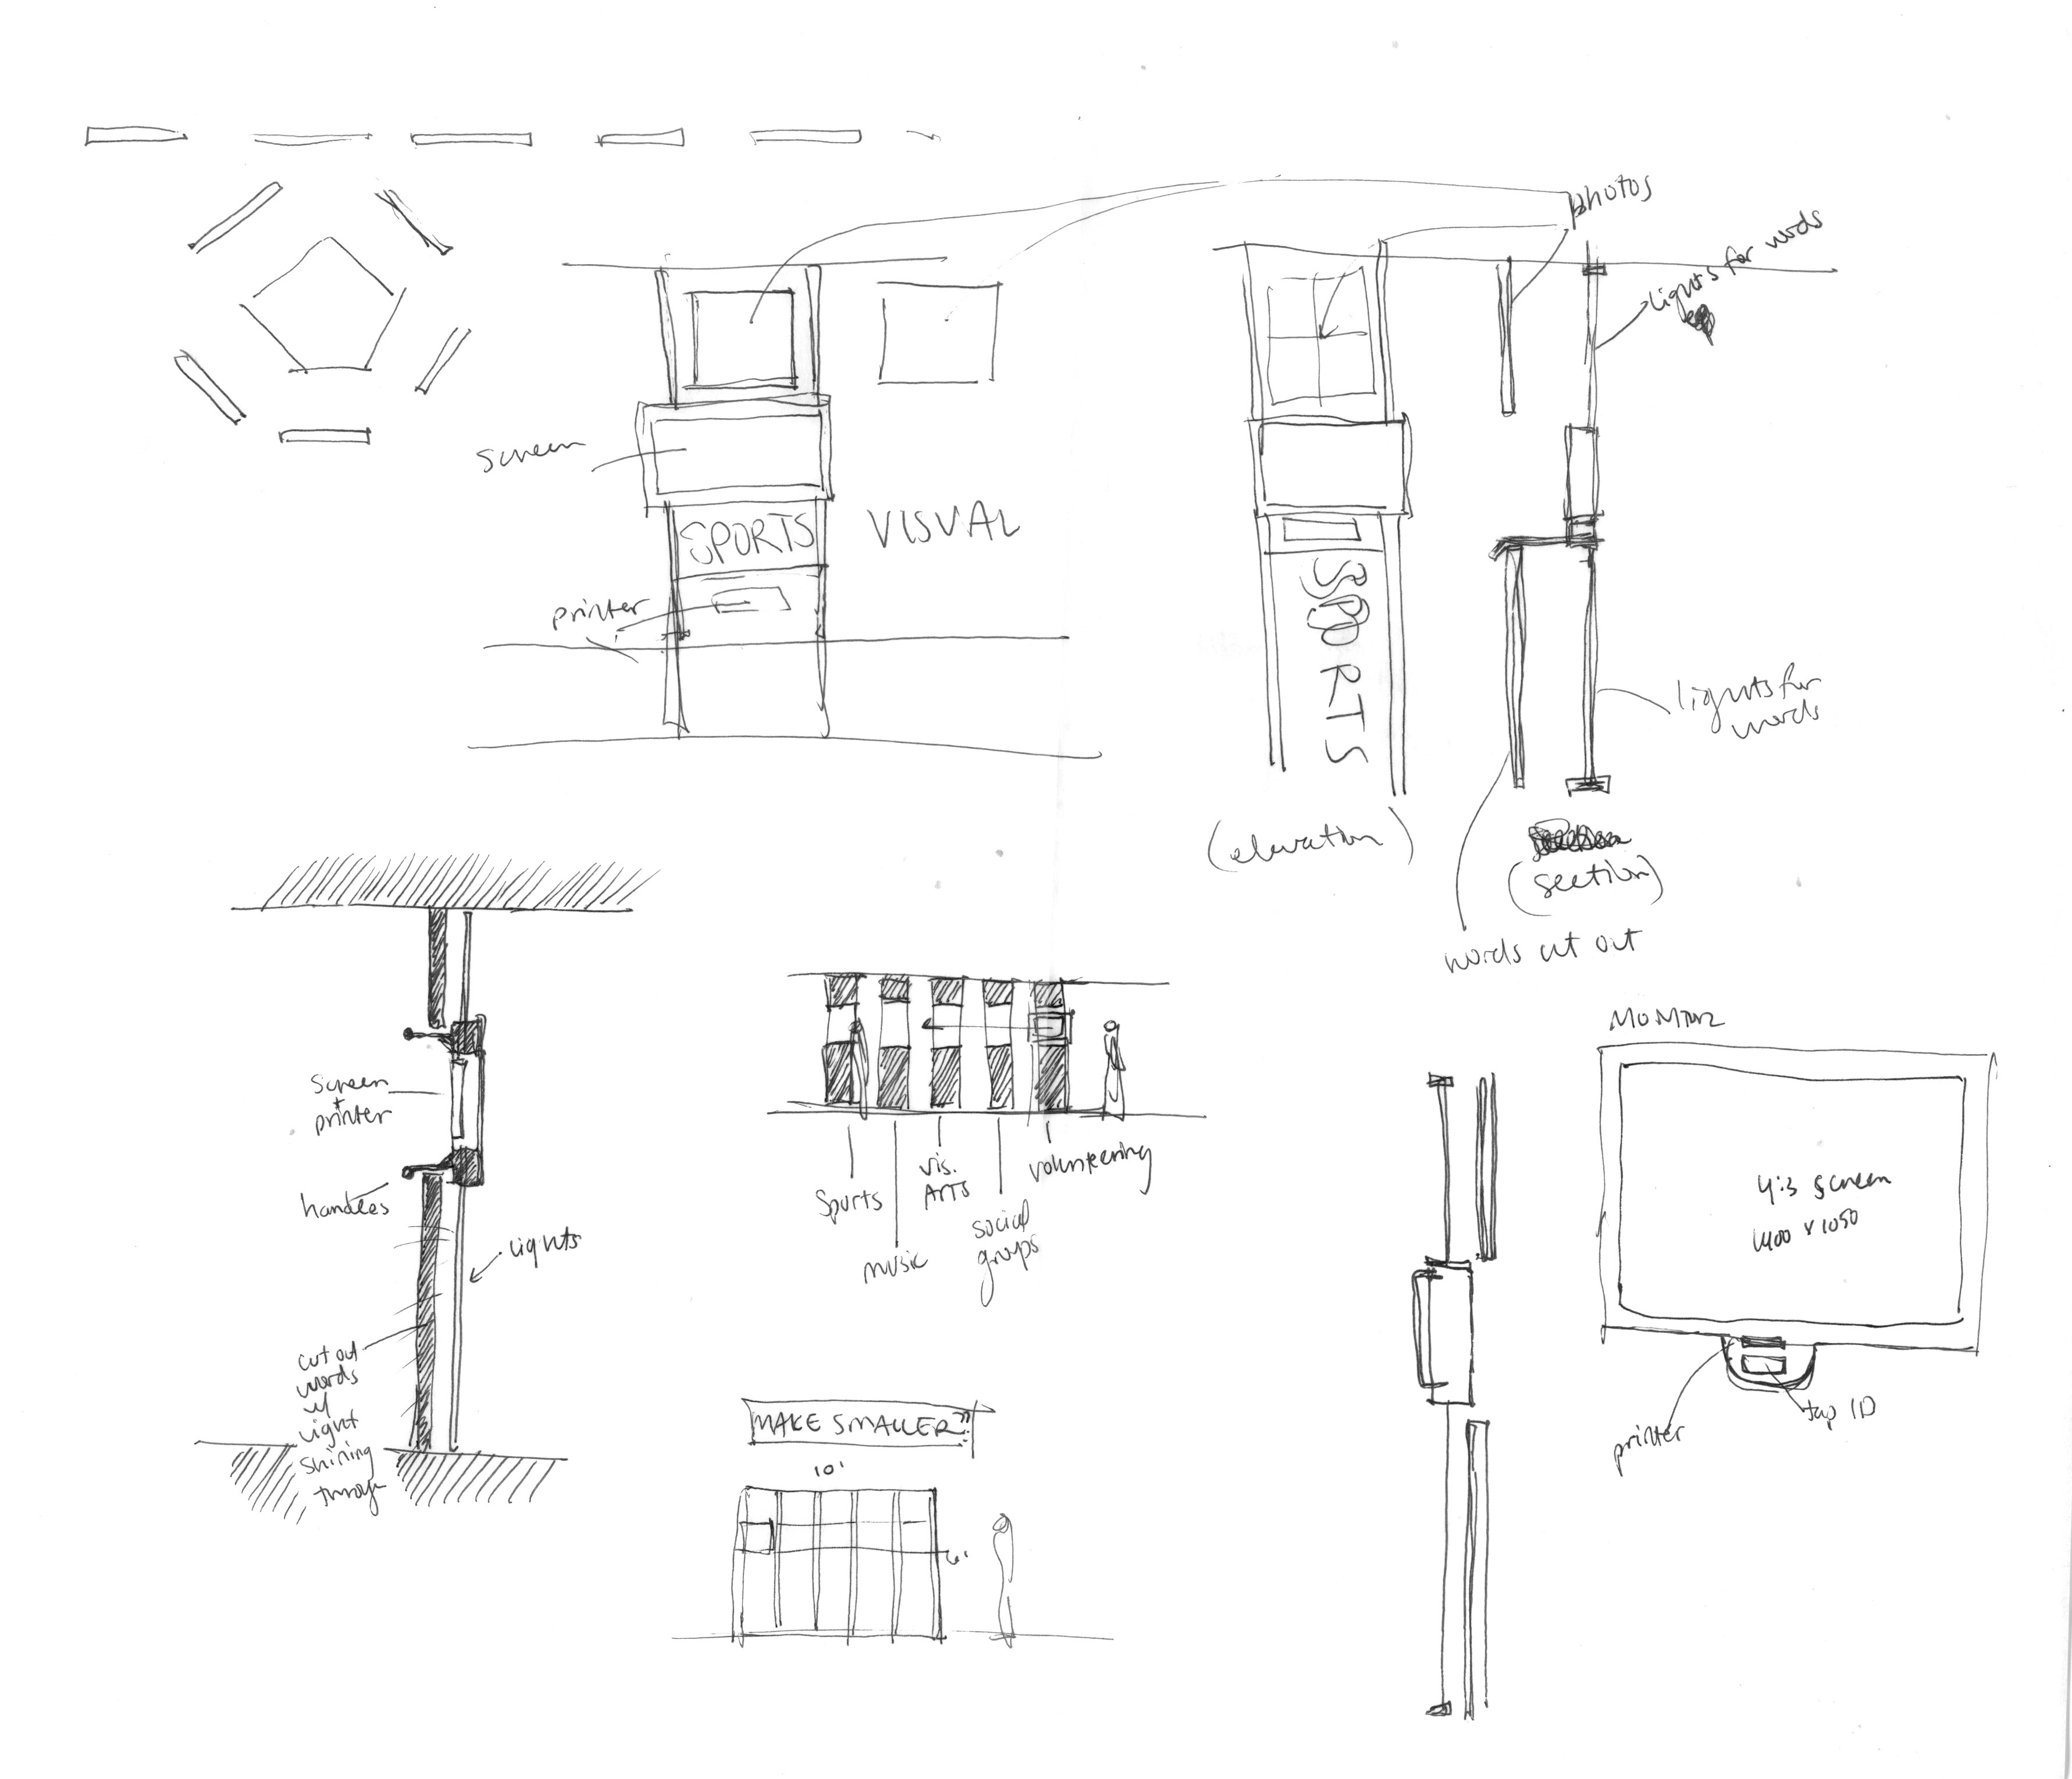 photos
lights for words
screen
SPORTS
VISUAL
printer
SPORTS
lights for
words
(elevation)
(section)
words cut out
screen
+
printer
handles
lights
cut out
words
w/
light
shining
through
Sports
music
vis.
ARTS
social
groups
volunteering
MAKE SMALLER
10'
6'
MONITOR
4:3 screen
1400 x 1050
printer
tap ID